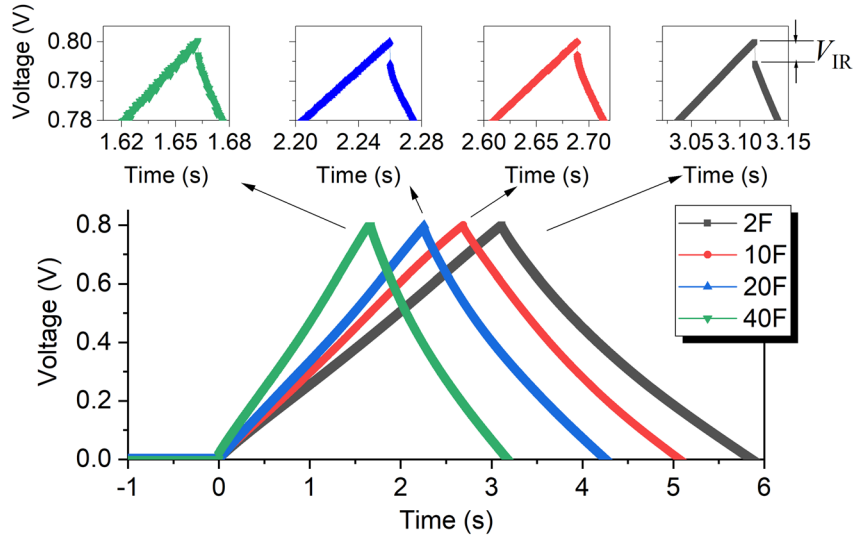 Voltage (V)
0.80
0.79
0.78
1.62 1.65 1.68
Time (s)
2.20 2.24 2.28
Time (s)
2.60 2.65 2.70
Time (s)
3.05 3.10 3.15
Time (s)
VIR
Voltage (V)
0.8
0.6
0.4
0.2
0.0
2F
10F
20F
40F
-1 0 1 2 3 4 5 6
Time (s)